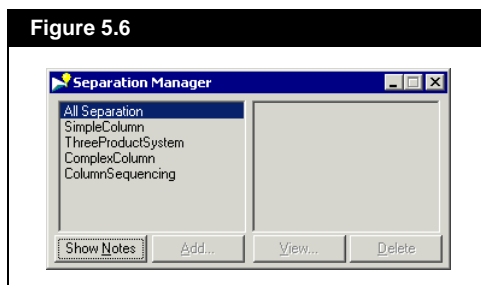 Figure 5.6
Separation Manager
All Separation
SimpleColumn
ThreeProductSystem
ComplexColumn
ColumnSequencing
Show Notes Add... View... Delete